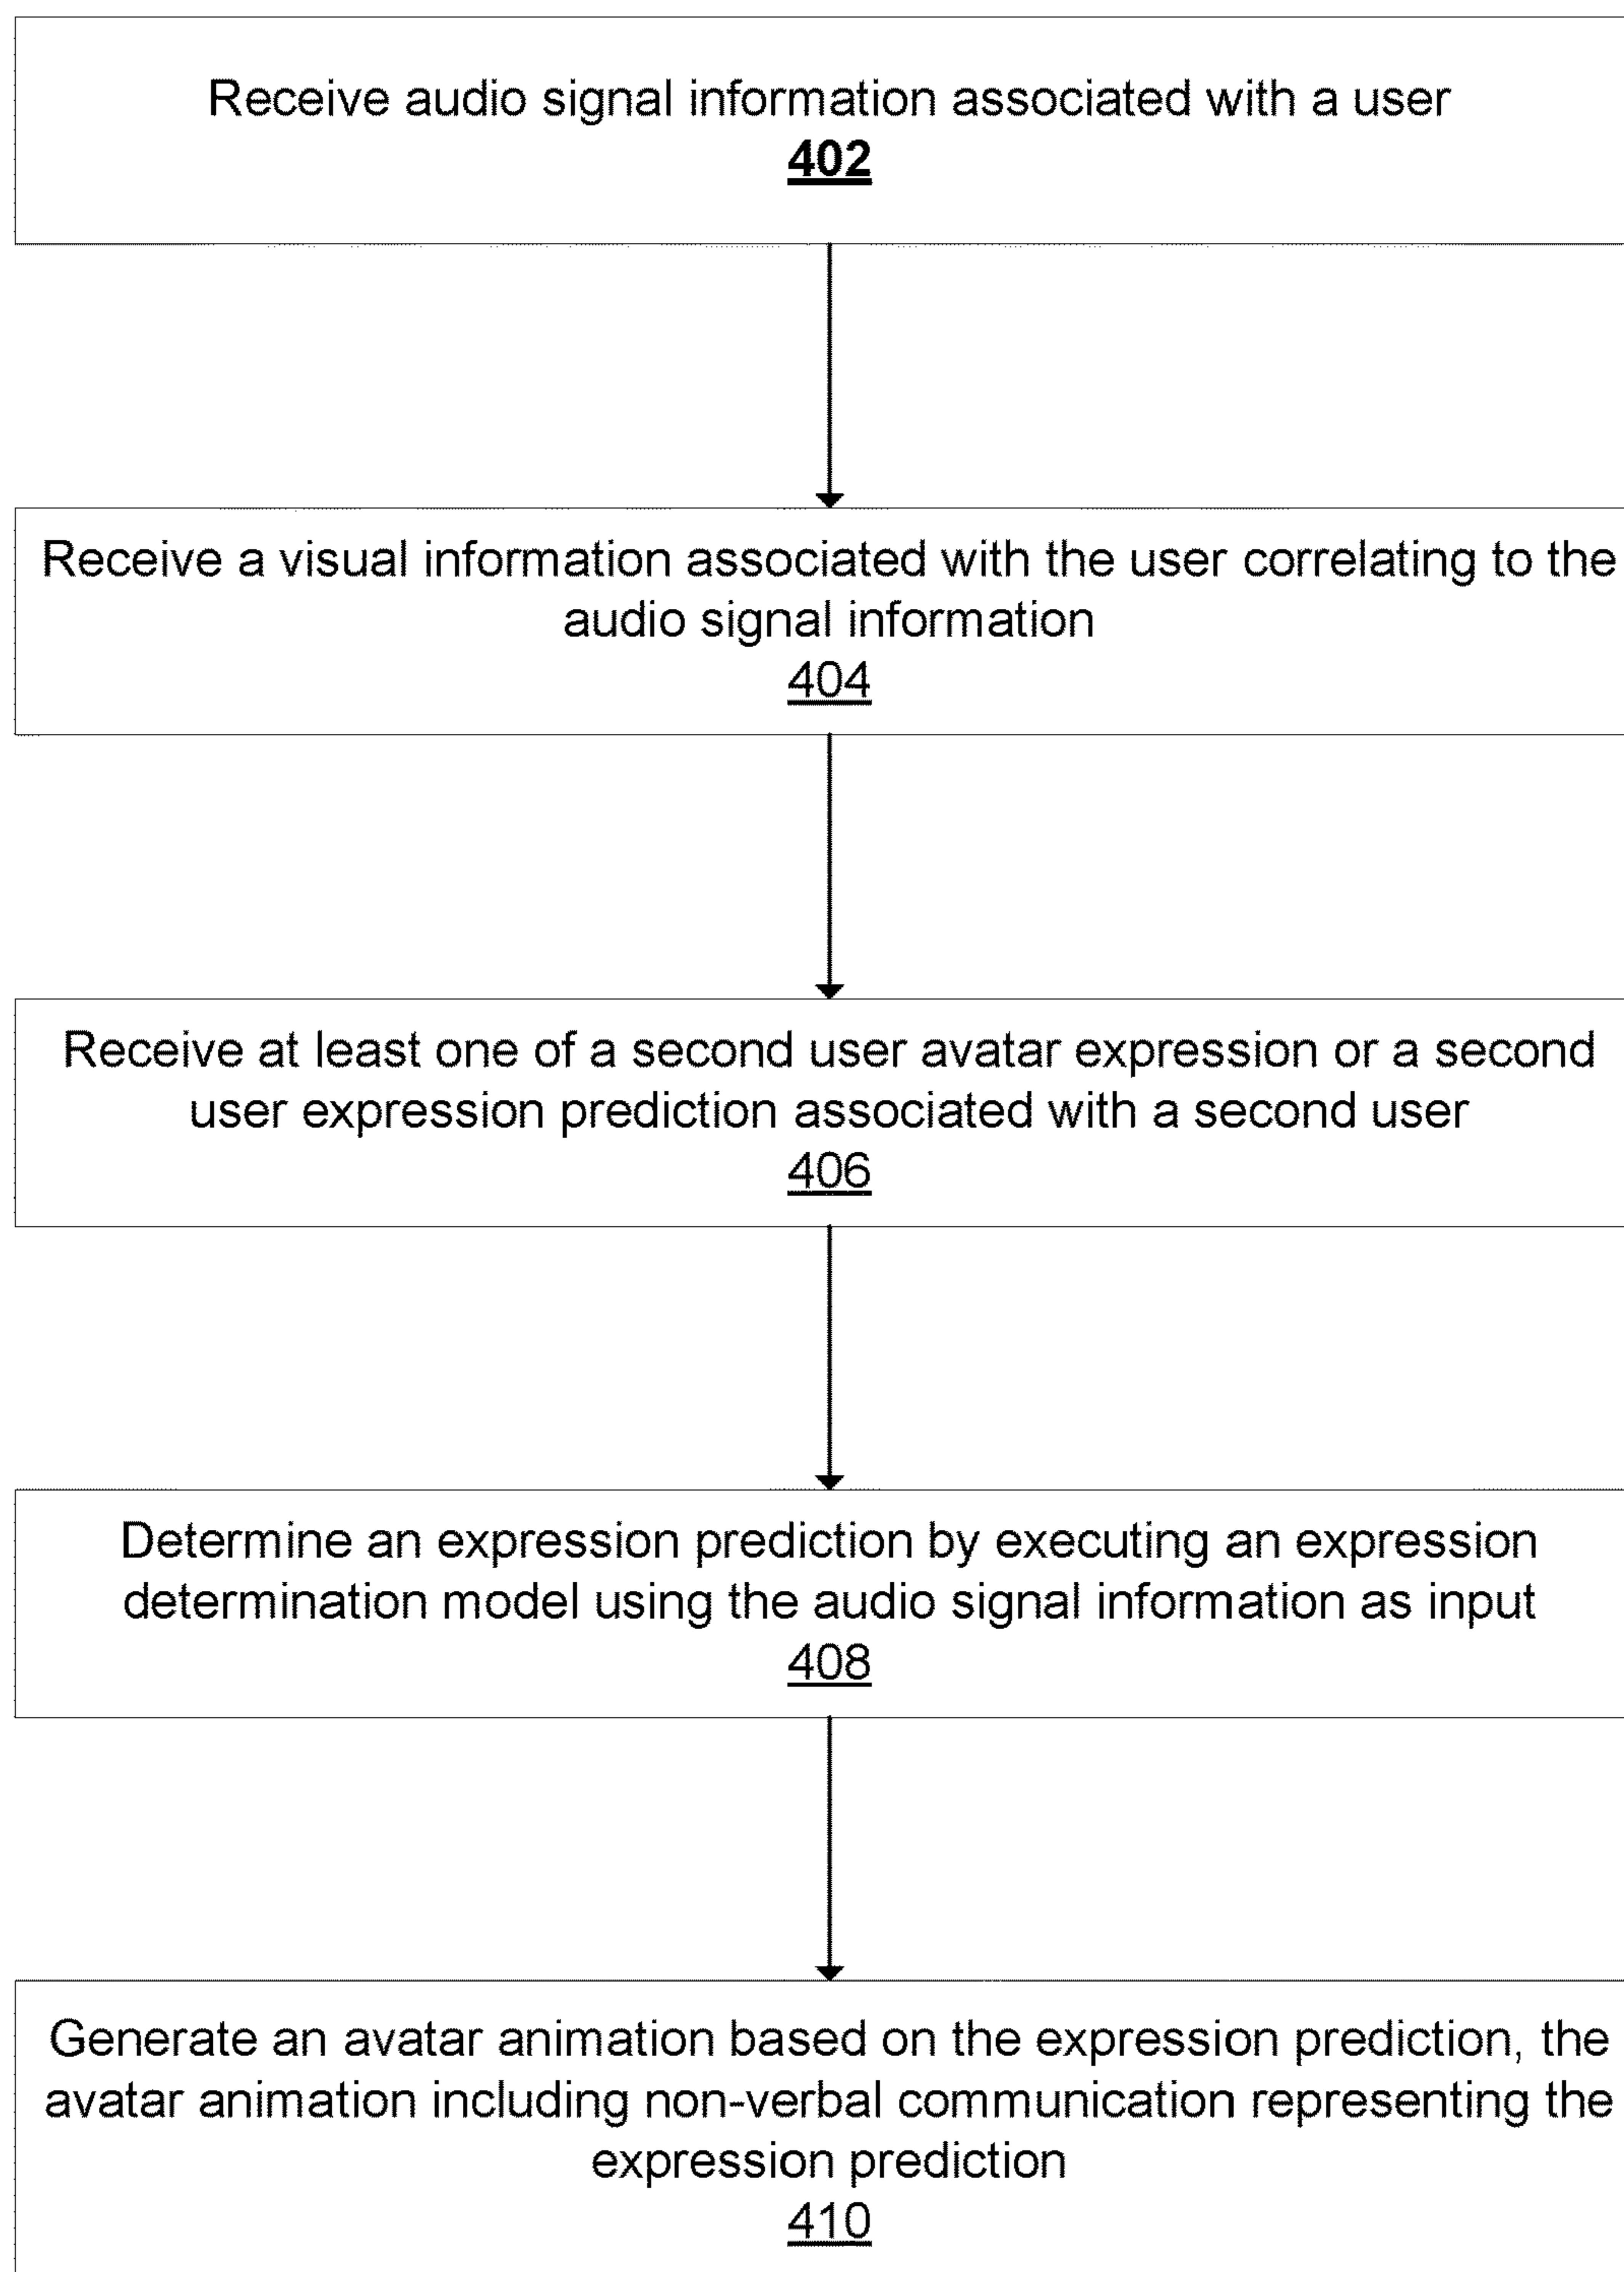 Receive audio signal information associated with a user
402
Receive a visual information associated with the user correlating to the
audio signal information
404
Receive at least one of a second user avatar expression or a second
user expression prediction associated with a second user
406
Determine an expression prediction by executing an expression
determination model using the audio signal information as input
408
Generate an avatar animation based on the expression prediction, the
avatar animation including non-verbal communication representing the
expression prediction
410